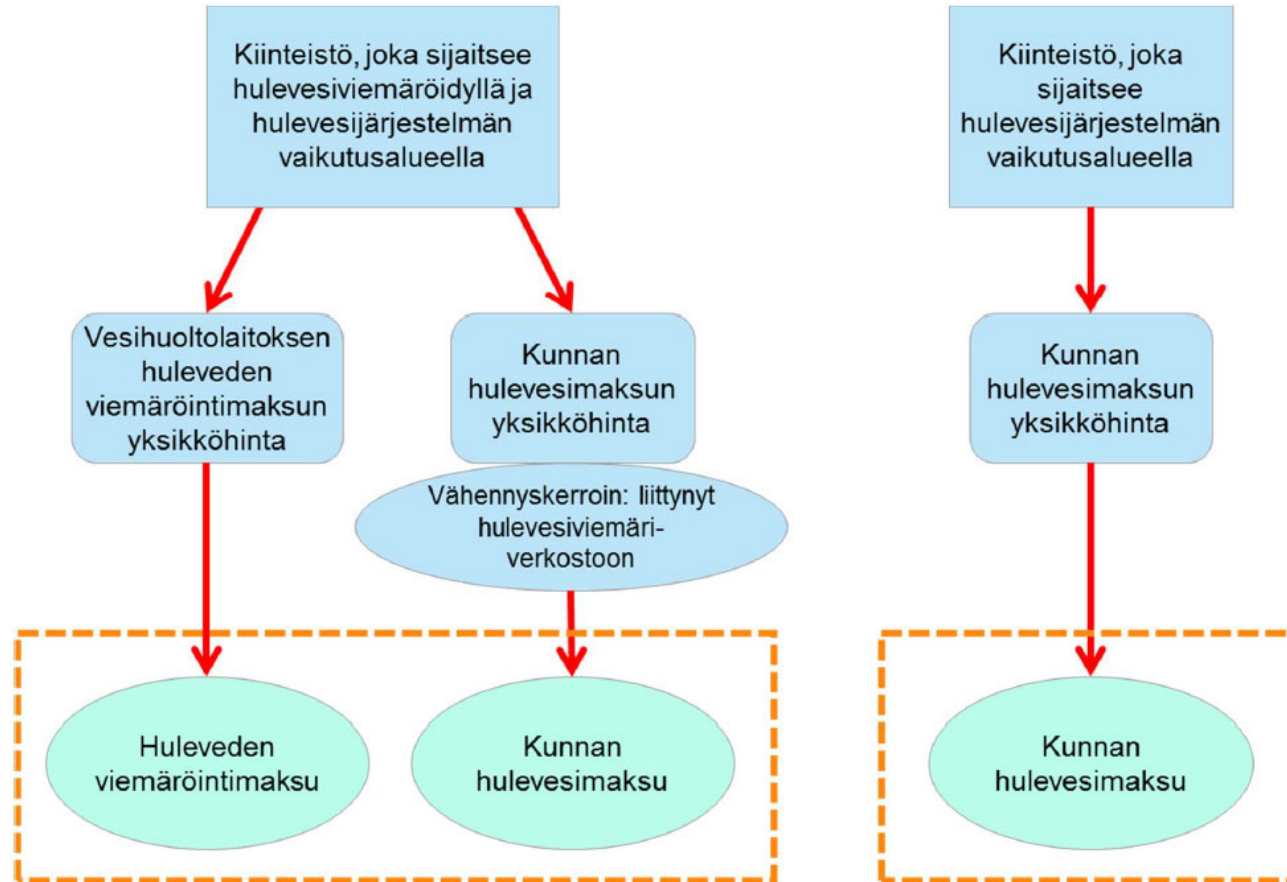 Kiinteistö, joka sijaitsee
hulevesiviemäröidyllä ja
hulevesijärjestelmän
vaikutusalueella
Kiinteistö, joka
sijaitsee
hulevesijärjestelmän
vaikutusalueella
Vesihuoltolaitoksen
huleveden
viemäröintimaksun
yksikköhinta
Kunnan
hulevesimaksun
yksikköhinta
Kunnan
hulevesimaksun
yksikköhinta
Vähennyskerroin: liittynyt
hulevesiviemäri-
verkostoon
Huleveden
viemäröintimaksu
Kunnan
hulevesimaksu
Kunnan
hulevesimaksu